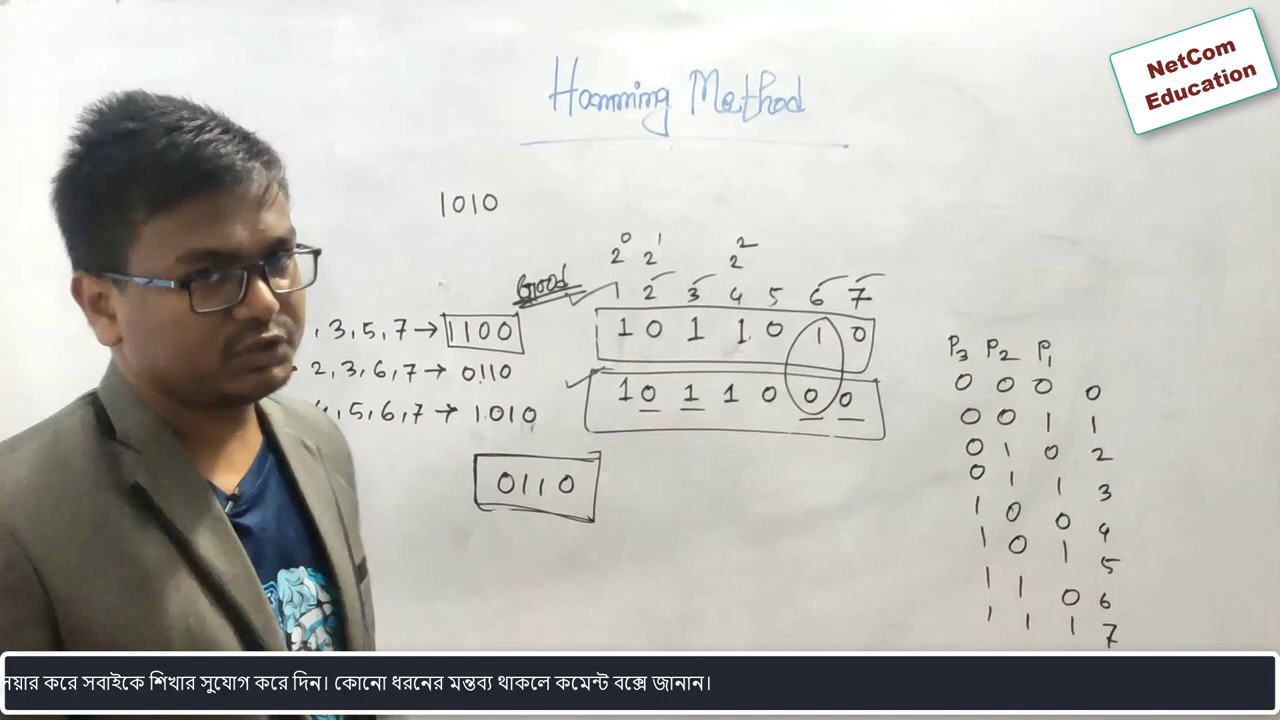 NetCom
Education
Hamming Method
1010
2⁰ 2¹ 2²
Good
1 2 3 4 5 6 7
, 3, 5, 7 → 1100
1 0 1 1 0 1 0
2, 3, 6, 7 → 0110
1 0 1 1 0 0 0
, 5, 6, 7 → 1010
0110
P₃ P₂ P₁
0 0 0 0
0 0 1 1
0 1 0 2
0 1 1 3
1 0 0 4
1 0 1 5
1 1 0 6
1 1 1 7
করে সবাইকে শিখার সুযোগ করে দিন। কোনো ধরনের মন্তব্য থাকলে কমেন্ট বক্সে জানান।